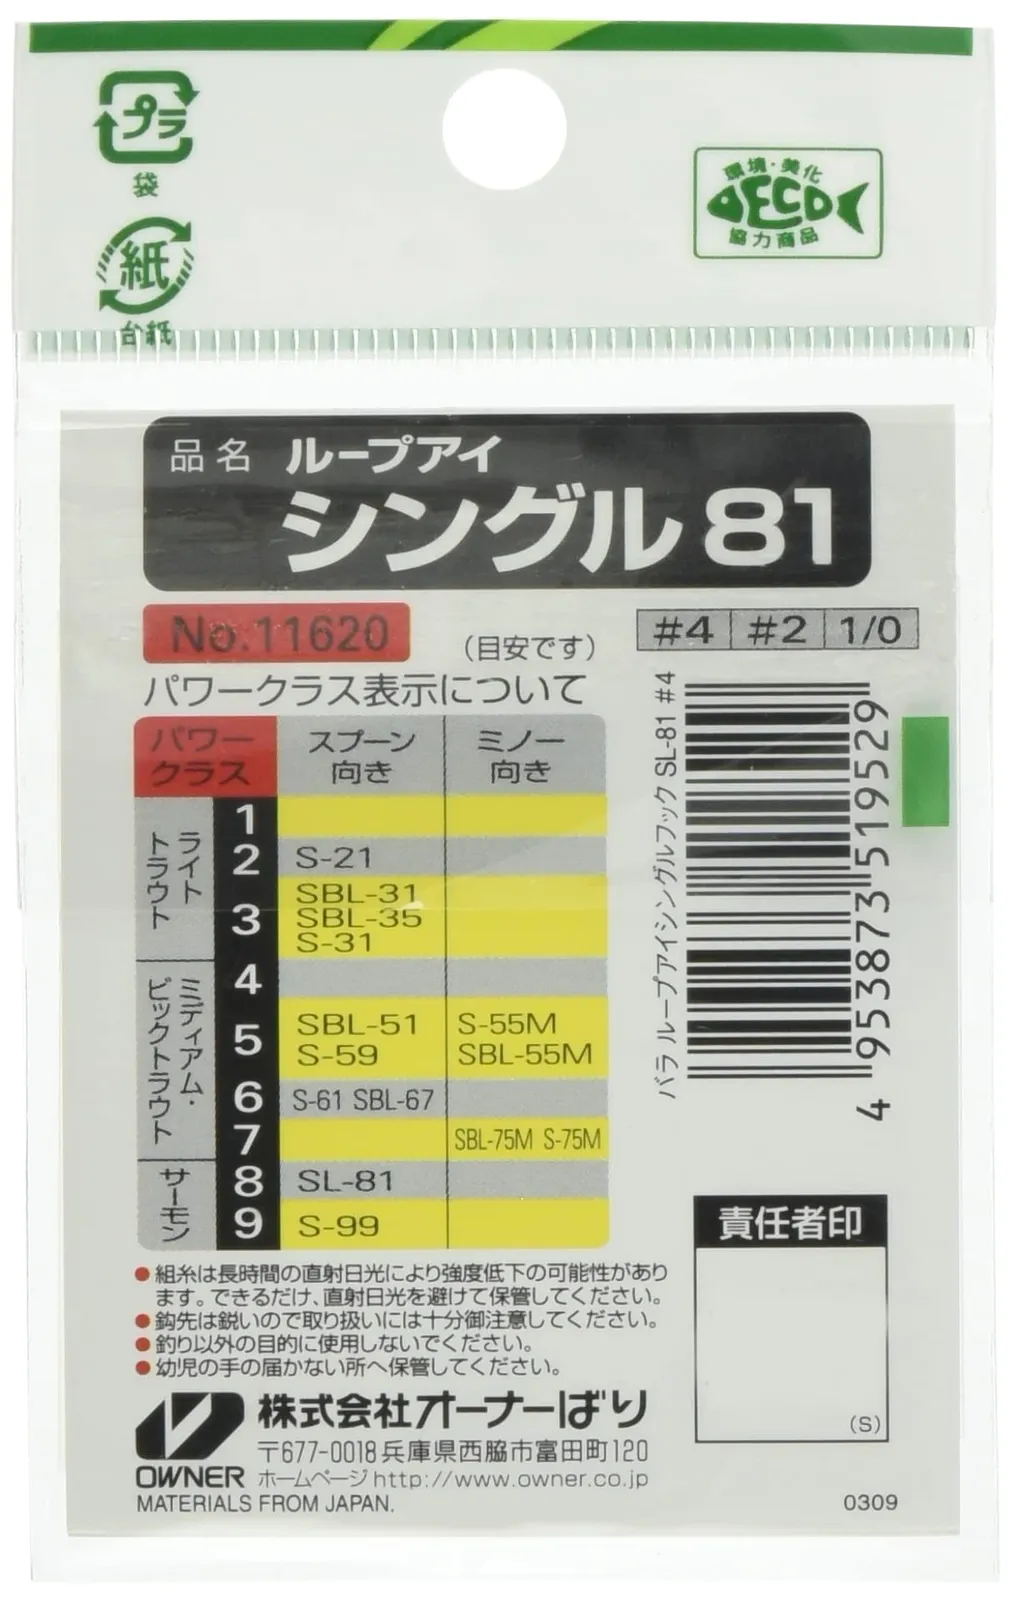 プラ
袋
紙
台紙
環境・美化
ECO
協力商品
品名 ループアイ
シングル 81
No.11620
(目安です)
#4 #2 1/0
パワークラス表示について
パワークラス
スプーン向き
ミノー向き
ライトトラウト
1
2 S-21
3 SBL-31
SBL-35
S-31
ミディアム・ビックトラウト
4
5 SBL-51 S-55M
S-59 SBL-55M
6 S-61 SBL-67
7 SBL-75M S-75M
サーモン
8 SL-81
9 S-99
バラ ループアイシングルフック SL-81 #4
4 953873 519529
責任者印
(S)
●組糸は長時間の直射日光により強度低下の可能性があり
ます。できるだけ、直射日光を避けて保管してください。
●鈎先は鋭いので取り扱いには十分御注意してください。
●釣り以外の目的に使用しないでください。
●幼児の手の届かない所へ保管してください。
株式会社オーナーばり
〒677-0018 兵庫県西脇市富田町120
OWNER ホームページ http://www.owner.co.jp
MATERIALS FROM JAPAN.
0309